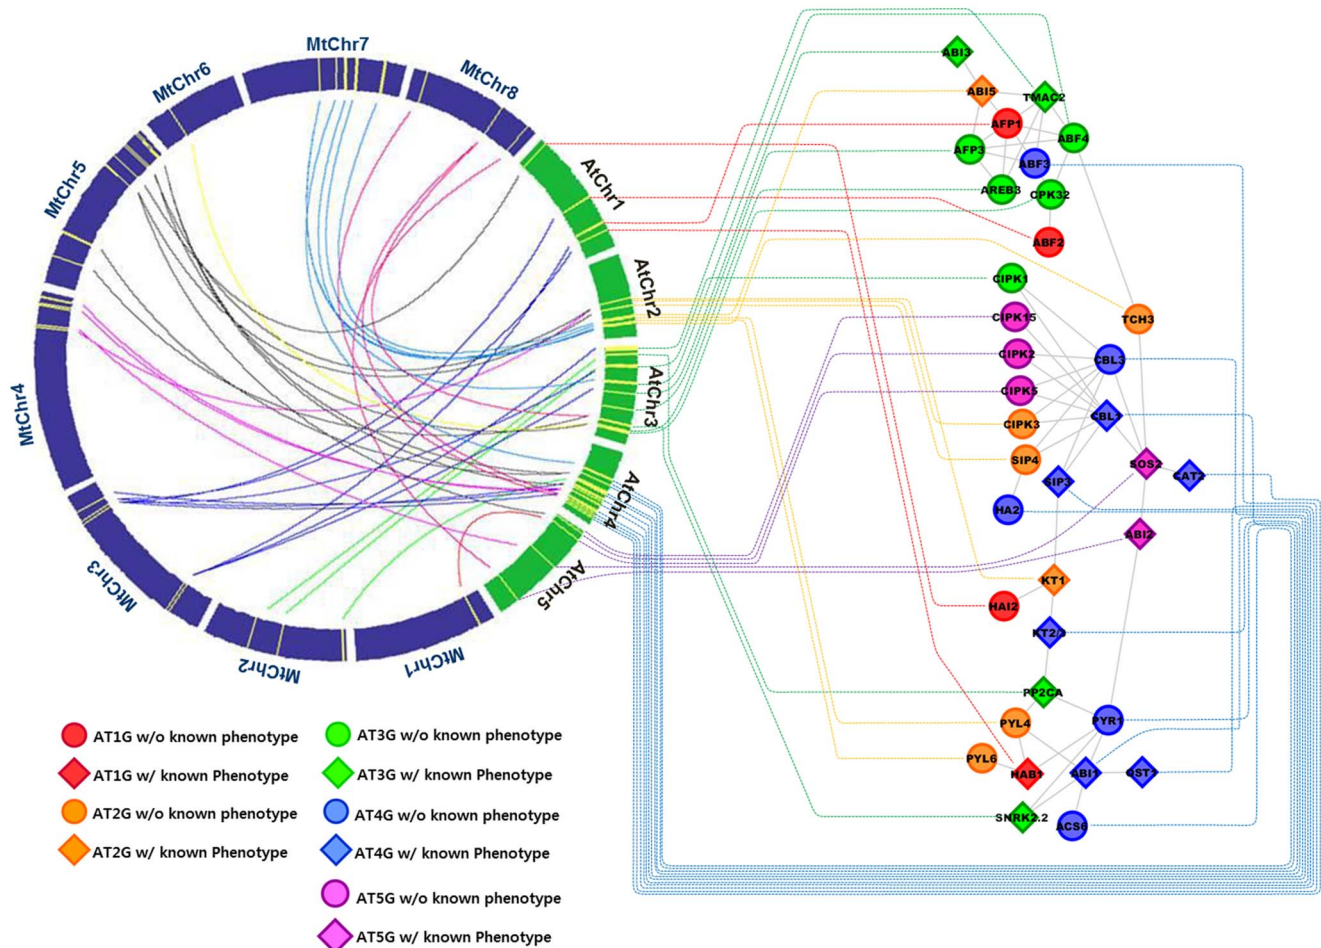 MtChr7
MtChr8
MtChr6
MtChr5
MtChr4
MtChr3
MtChr2
MtChr1
AtChr1
AtChr2
AtChr3
AtChr4
AtChr5
ABI3
ABI5
TMAC2
AFP1
ABF4
AFP3
ABF3
AREB3
CPK32
ABF2
CIPK1
CIPK15
TCH3
CIPK2
CBL3
CIPK5
CBL1
CIPK3
SIP4
SOS2
CAT2
SIP3
HA2
ABI2
KT1
HAI2
KT2/3
PP2CA
PYL4
PYR1
PYL6
HAB1
ABI1
OST1
SNRK2.2
ACS6
AT1G w/o known phenotype
AT1G w/ known Phenotype
AT2G w/o known phenotype
AT2G w/ known Phenotype
AT3G w/o known phenotype
AT3G w/ known Phenotype
AT4G w/o known phenotype
AT4G w/ known Phenotype
AT5G w/o known phenotype
AT5G w/ known Phenotype